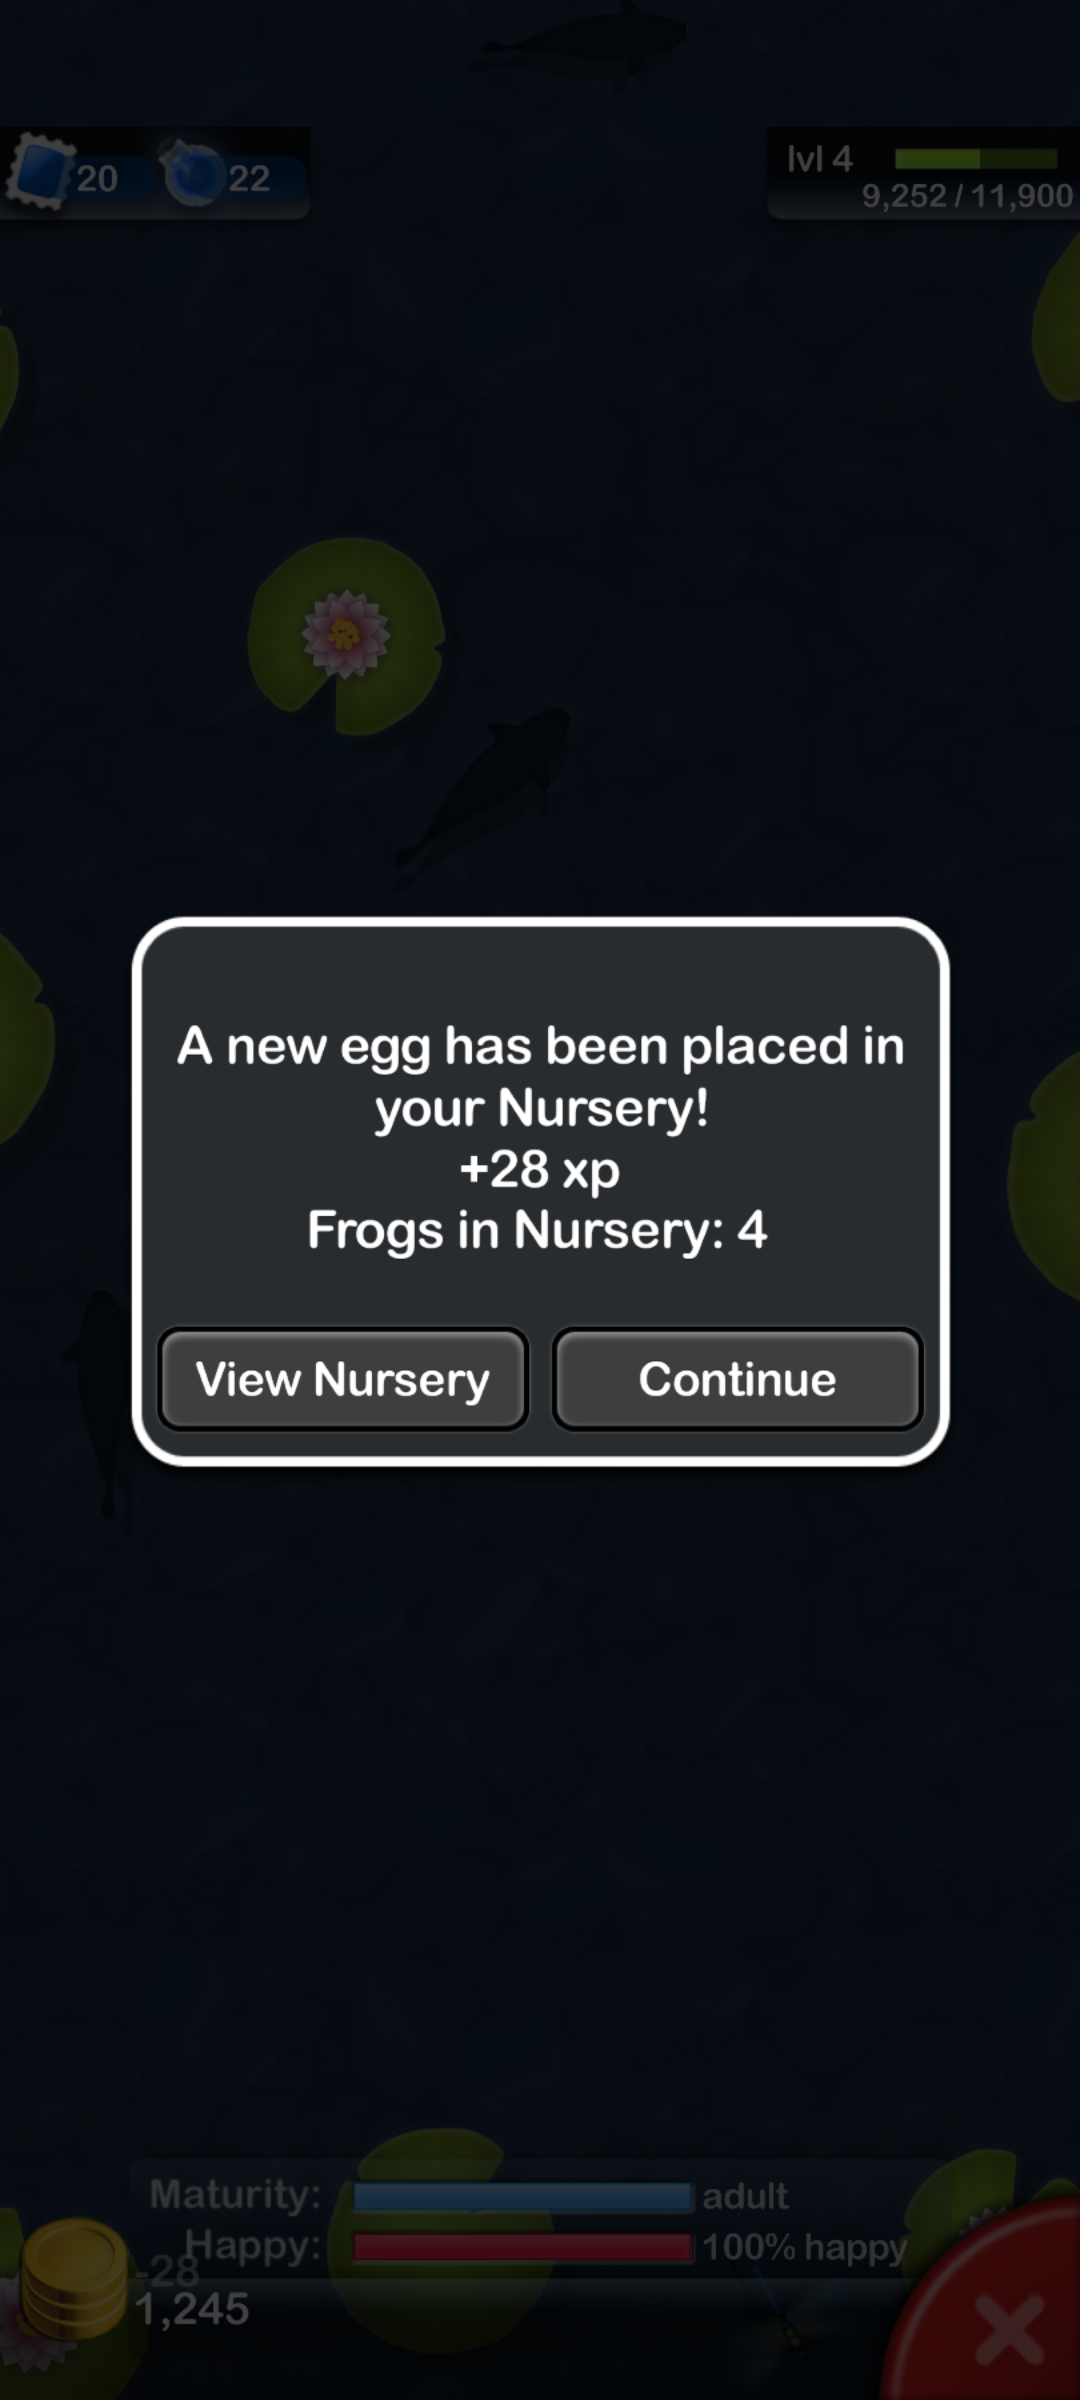 20 22
lvl 4
9,252 / 11,900
A new egg has been placed in
your Nursery!
+28 xp
Frogs in Nursery: 4
View Nursery Continue
Maturity: adult
Happy: 100% happy
-28
1,245